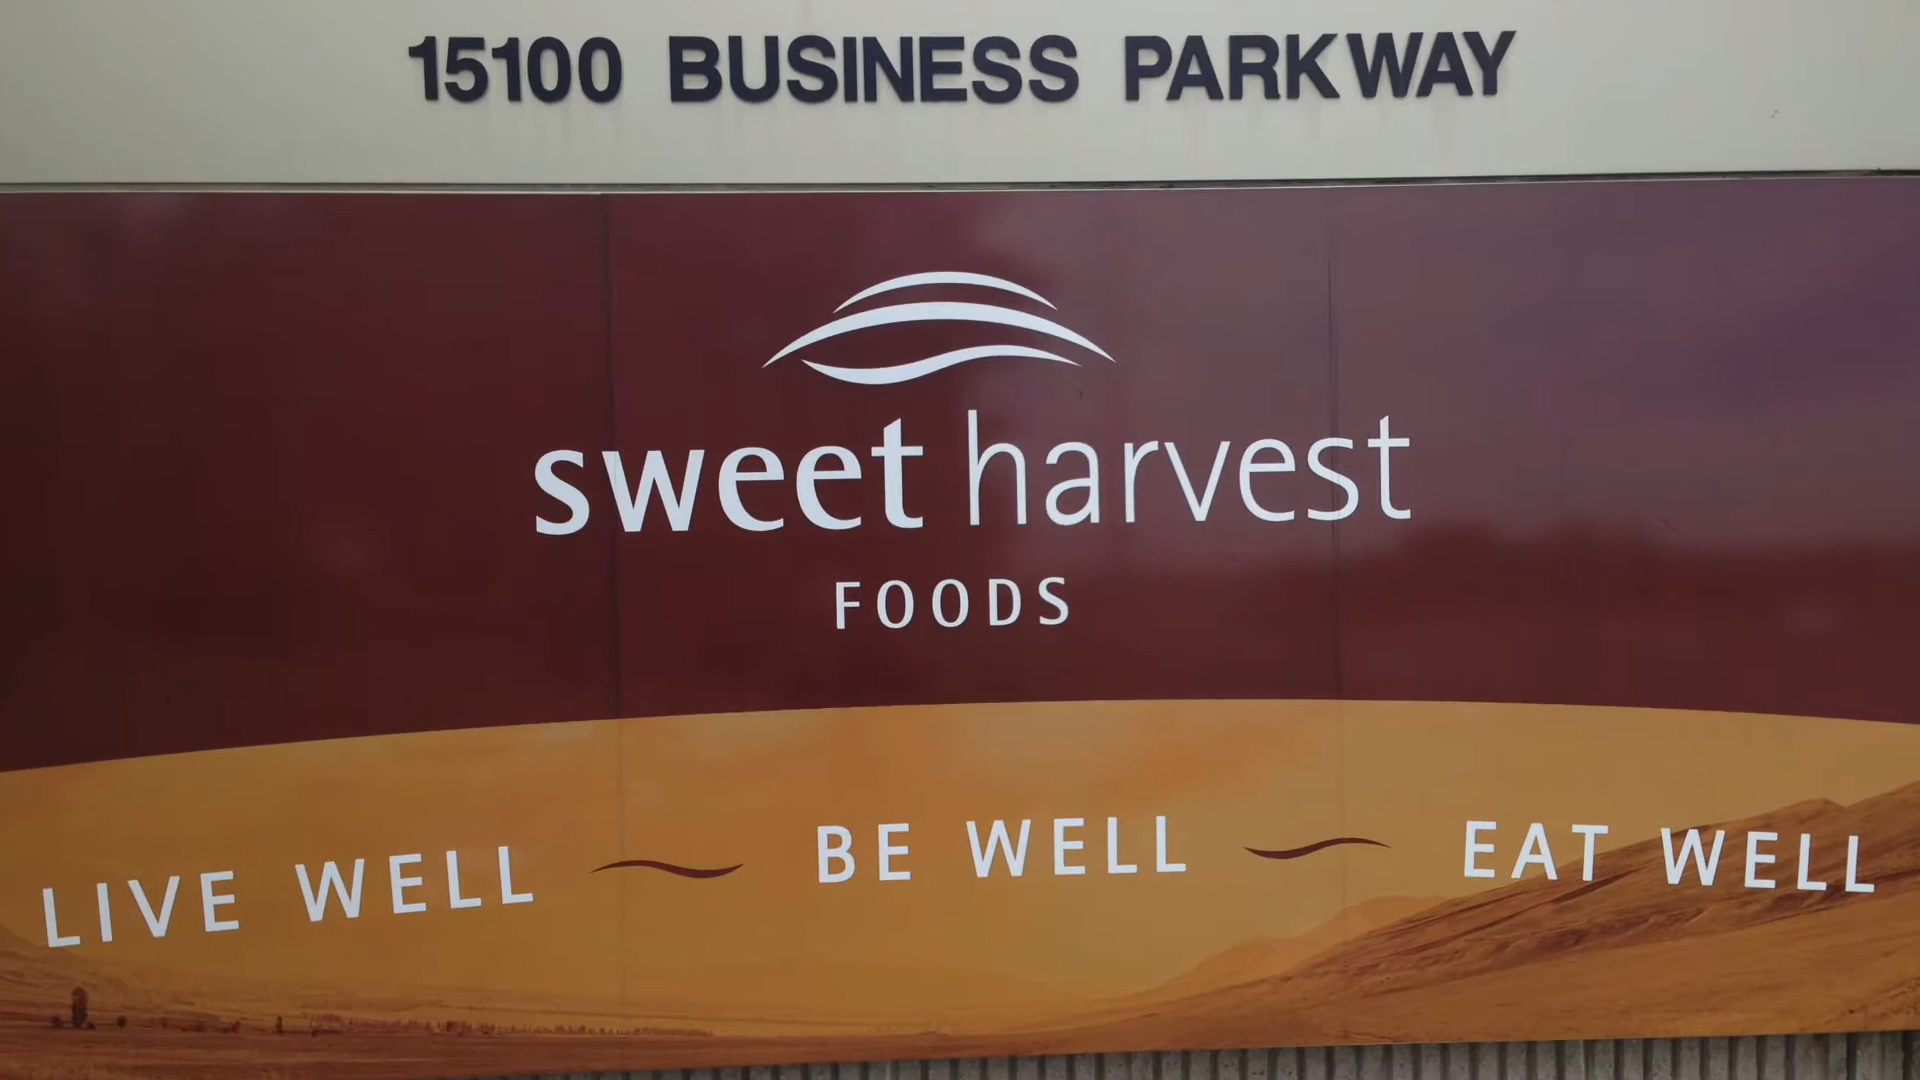 15100 BUSINESS PARKWAY
sweet harvest
FOODS
LIVE WELL ~ BE WELL ~ EAT WELL